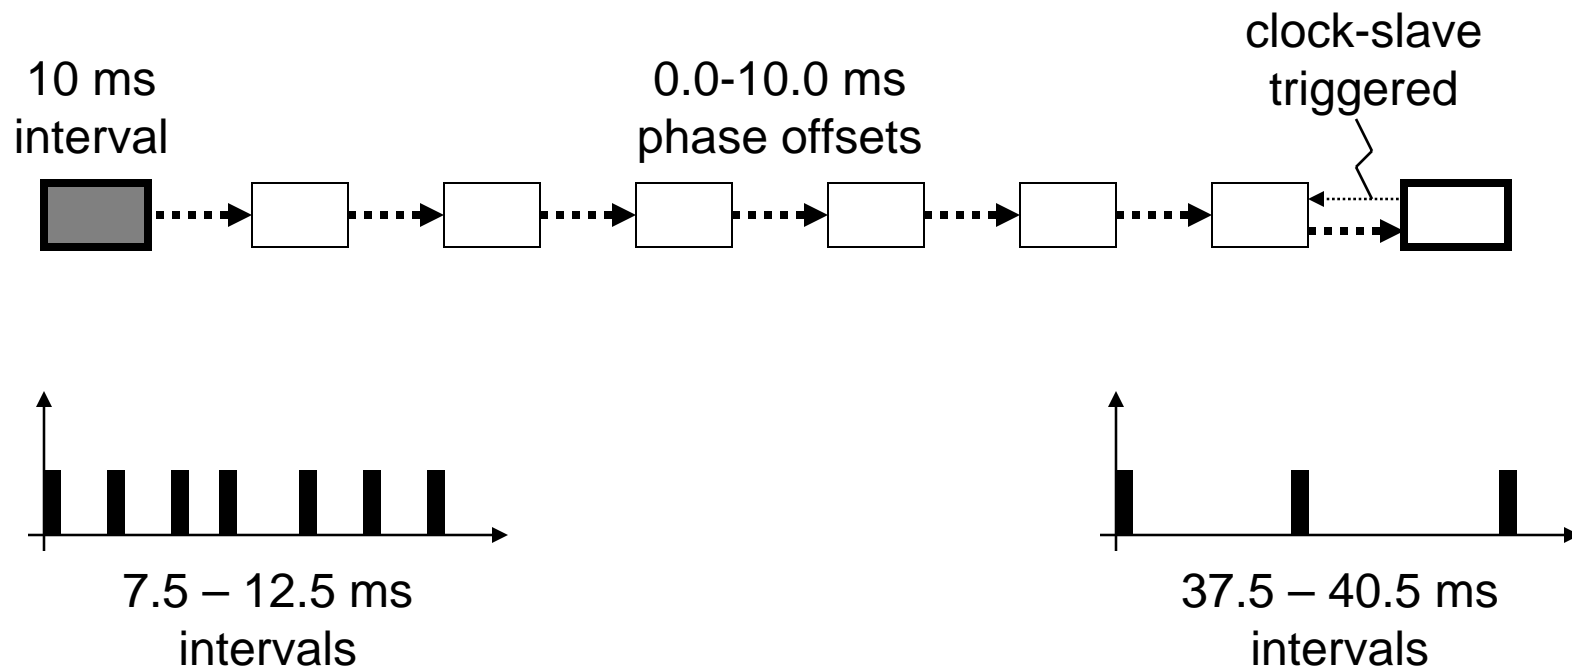 10 ms
interval
0.0-10.0 ms
phase offsets
clock-slave
triggered
7.5 – 12.5 ms
intervals
37.5 – 40.5 ms
intervals